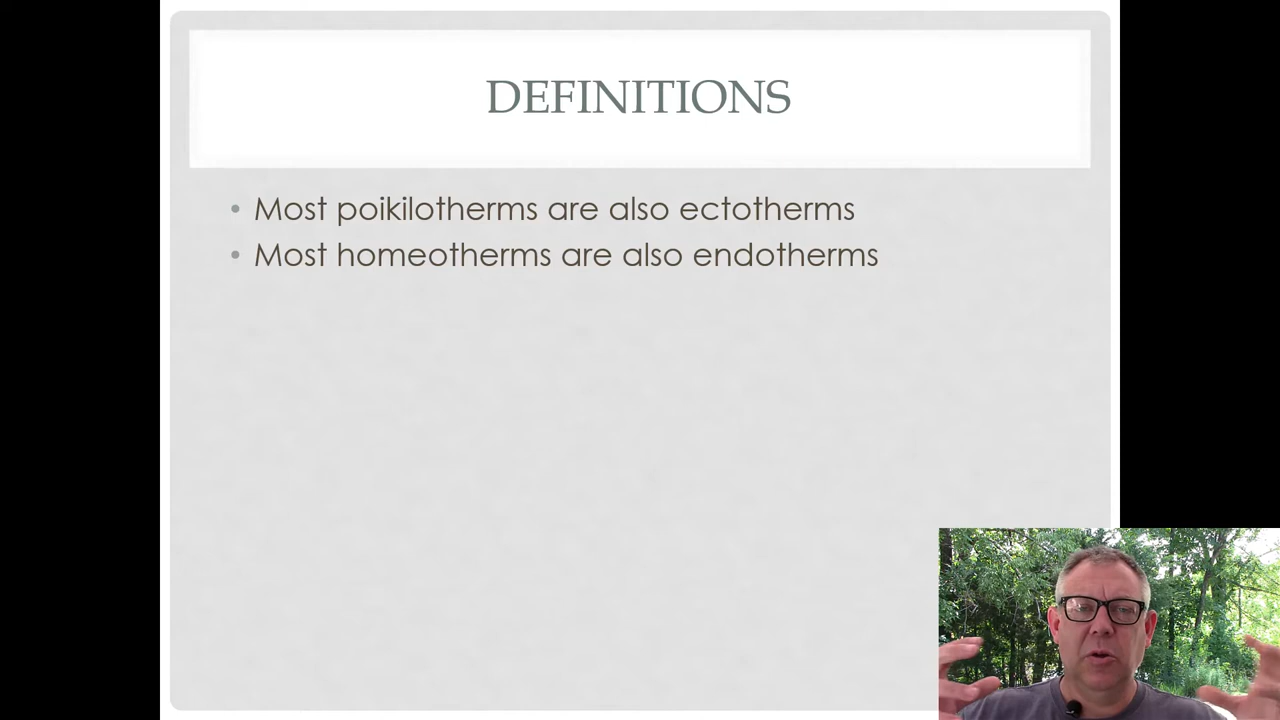 DEFINITIONS
• Most poikilotherms are also ectotherms
• Most homeotherms are also endotherms